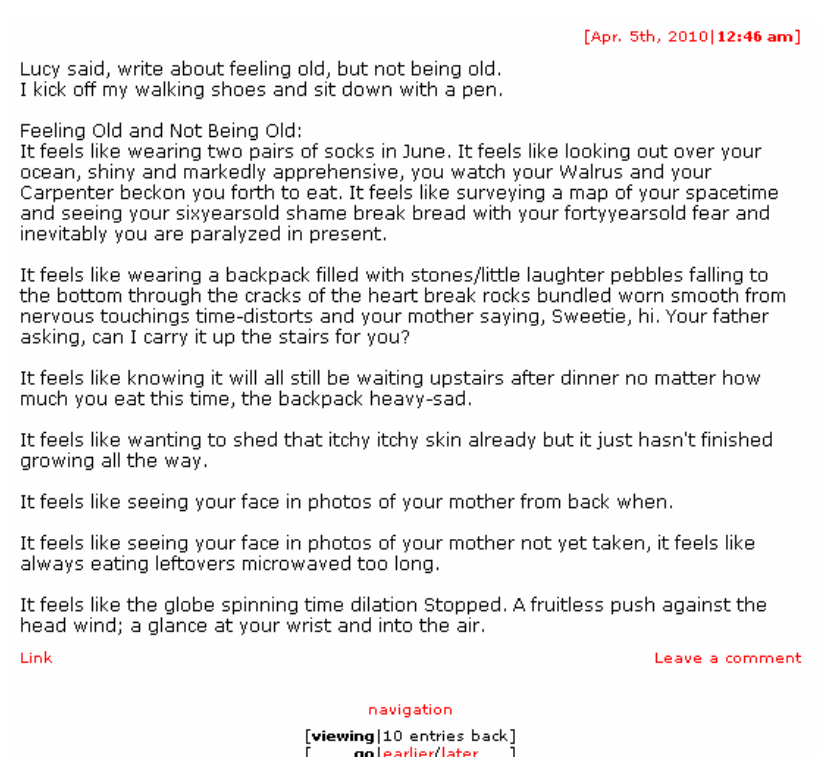 [Apr. 5th, 2010|12:46 am]
Lucy said, write about feeling old, but not being old.
I kick off my walking shoes and sit down with a pen.
Feeling Old and Not Being Old:
It feels like wearing two pairs of socks in June. It feels like looking out over your
ocean, shiny and markedly apprehensive, you watch your Walrus and your
Carpenter beckon you forth to eat. It feels like surveying a map of your spacetime
and seeing your sixyearsold shame break bread with your fortyyearsold fear and
inevitably you are paralyzed in present.
It feels like wearing a backpack filled with stones/little laughter pebbles falling to
the bottom through the cracks of the heart break rocks bundled worn smooth from
nervous touchings time-distorts and your mother saying, Sweetie, hi. Your father
asking, can I carry it up the stairs for you?
It feels like knowing it will all still be waiting upstairs after dinner no matter how
much you eat this time, the backpack heavy-sad.
It feels like wanting to shed that itchy itchy skin already but it just hasn't finished
growing all the way.
It feels like seeing your face in photos of your mother from back when.
It feels like seeing your face in photos of your mother not yet taken, it feels like
always eating leftovers microwaved too long.
It feels like the globe spinning time dilation Stopped. A fruitless push against the
head wind; a glance at your wrist and into the air.
Link Leave a comment
navigation
[viewing|10 entries back]
[ go|earlier/later ]